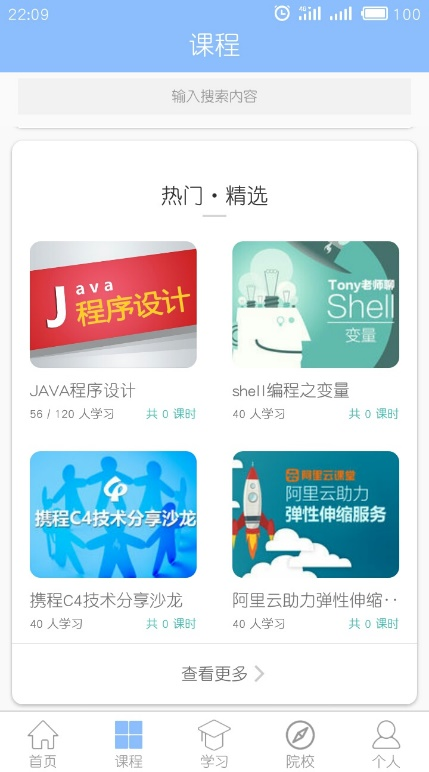 22:09
4G
100
课程
输入搜索内容
热门·精选
Java
程序设计
Tony老师聊
Shell
变量
JAVA程序设计
56 / 120 人学习
共 0 课时
shell编程之变量
40 人学习
共 0 课时
携程C4技术分享沙龙
阿里云课堂
阿里云助力
弹性伸缩服务
携程C4技术分享沙龙
40 人学习
共 0 课时
阿里云助力弹性伸缩··
40 人学习
共 0 课时
查看更多
首页
课程
学习
院校
个人